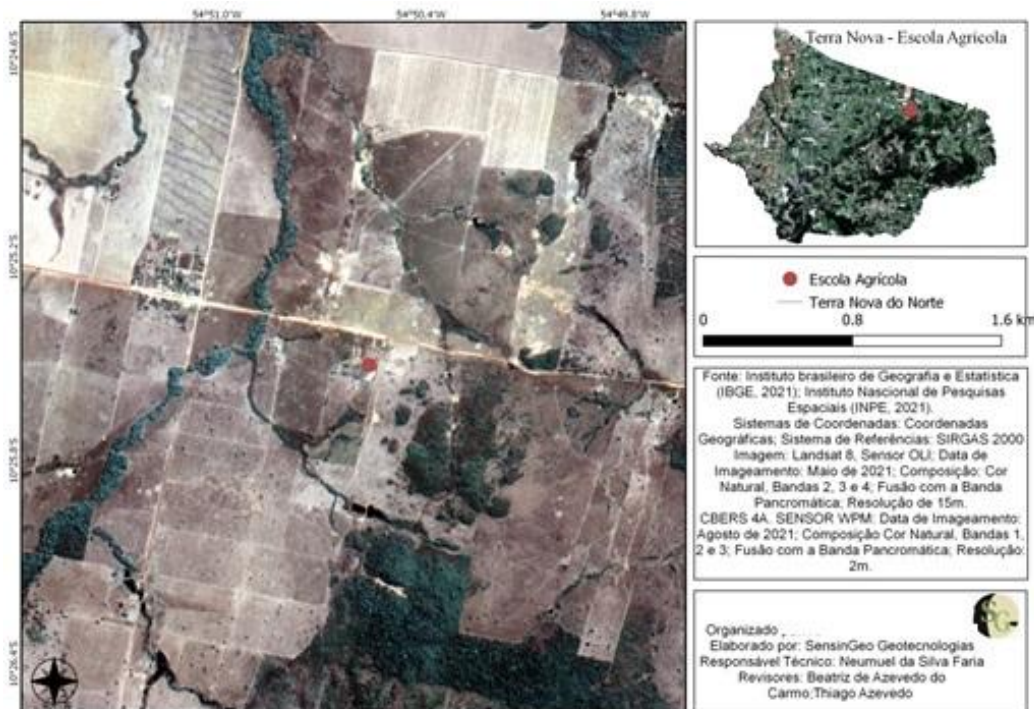 54°51.0'W 54°50.4'W 54°49.8'W
10°24.6'S
10°25.2'S
10°25.8'S
10°26.4'S
Terra Nova - Escola Agrícola
Escola Agrícola
Terra Nova do Norte
0 0.8 1.6 km
Fonte: Instituto brasileiro de Geografia e Estatística
(IBGE, 2021); Instituto Nascional de Pesquisas
Espaciais (INPE, 2021).
Sistemas de Coordenadas: Coordenadas
Geográficas; Sistema de Referências: SIRGAS 2000
Imagem: Landsat 8, Sensor OLI; Data de
Imageamento: Maio de 2021; Composição: Cor
Natural, Bandas 2, 3 e 4; Fusão com a Banda
Pancromática; Resolução de 15m.
CBERS 4A. SENSOR WPM: Data de Imageamento:
Agosto de 2021; Composição Cor Natural, Bandas 1,
2 e 3; Fusão com a Banda Pancromática; Resolução:
2m.
Organizado
Elaborado por: SensinGeo Geotecnologias
Responsável Técnico: Neumuel da Silva Faria
Revisores: Beatriz de Azevedo do
Carmo;Thiago Azevedo